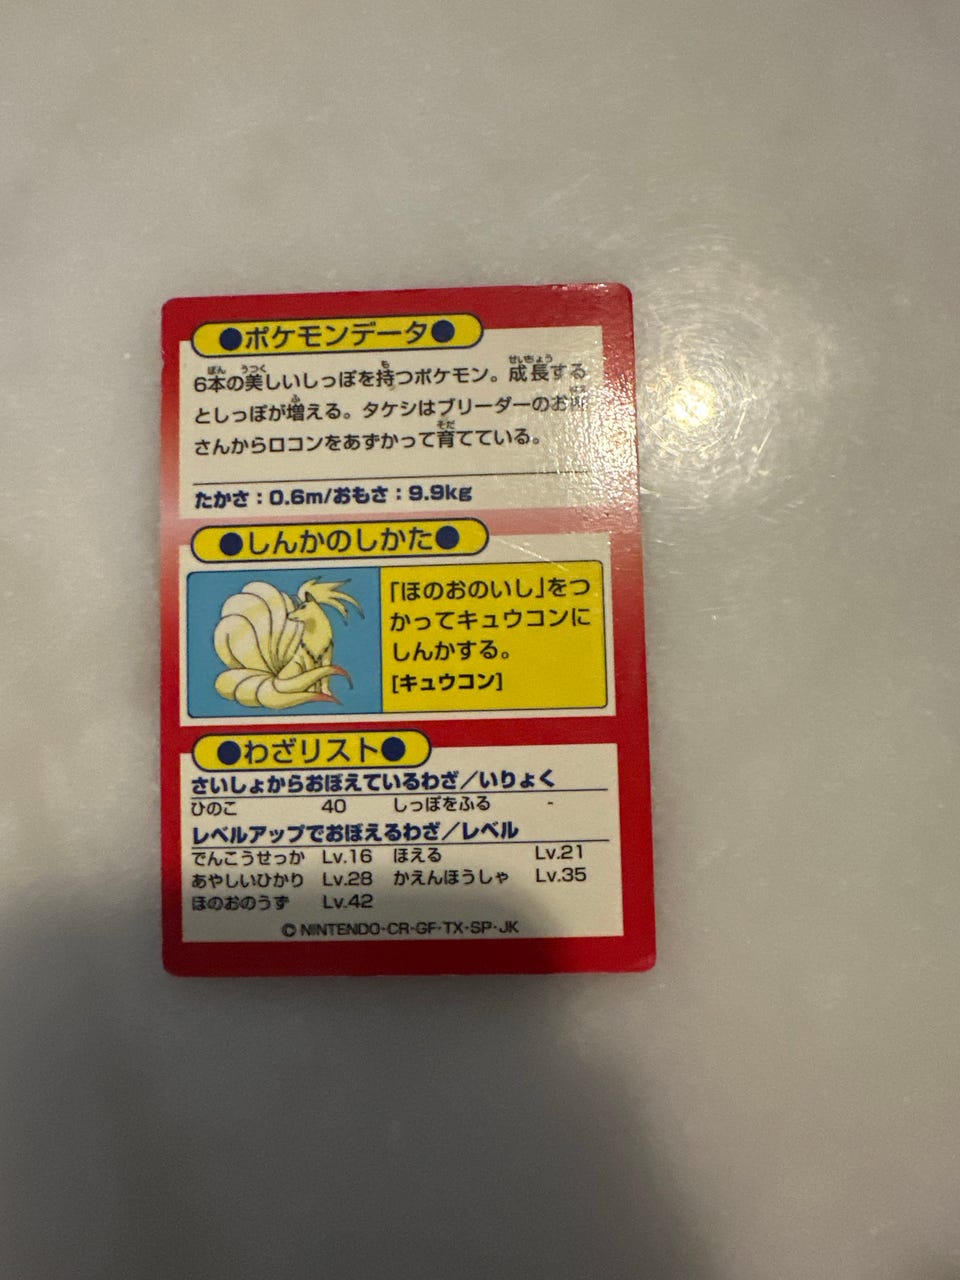 ●ポケモンデータ●
6本の美しいしっぽを持つポケモン。成長する
としっぽが増える。タケシはブリーダーのお
さんからロコンをあずかって育てている。
たかさ：0.6m/おもさ：9.9kg
●しんかのしかた●
「ほのおのいし」をつ
かってキュウコンに
しんかする。
[キュウコン]
●わざリスト●
さいしょからおぼえているわざ／いりょく
ひのこ 40 しっぽをふる -
レベルアップでおぼえるわざ／レベル
でんこうせっか Lv.16 ほえる Lv.21
あやしいひかり Lv.28 かえんほうしゃ Lv.35
ほのおのうず Lv.42
© NINTENDO・CR・GF・TX・SP・JK